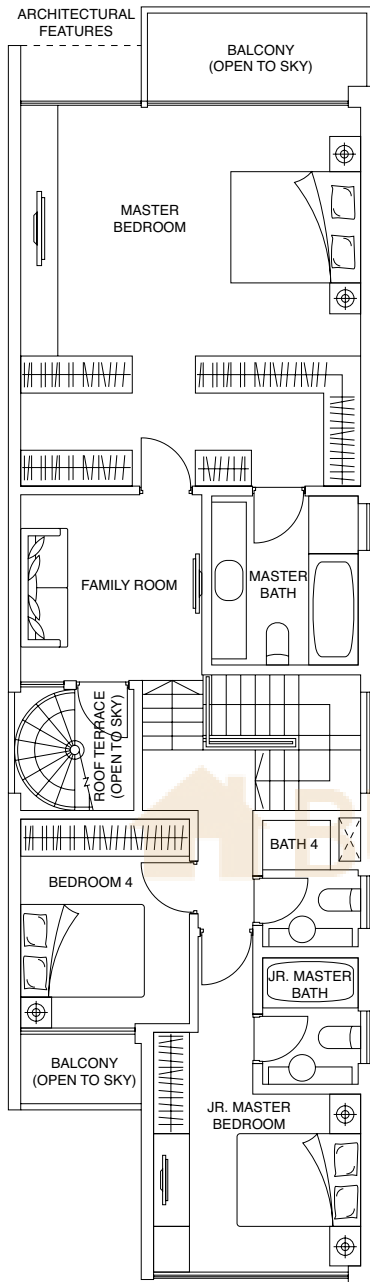 ARCHITECTURAL
FEATURES
BALCONY
(OPEN TO SKY)
MASTER
BEDROOM
FAMILY ROOM
MASTER
BATH
ROOF TERRACE
(OPEN TO SKY)
BATH 4
BEDROOM 4
JR. MASTER
BATH
BALCONY
(OPEN TO SKY)
JR. MASTER
BEDROOM